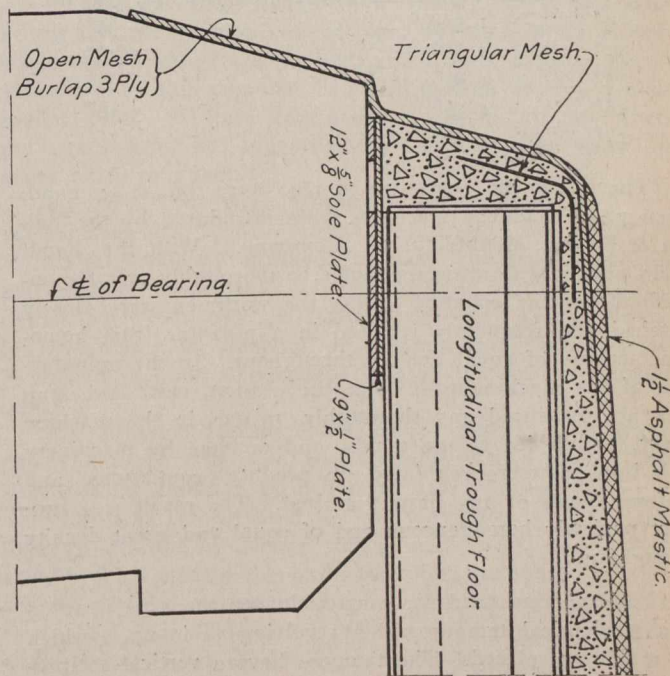 Open Mesh
Burlap 3 Ply
Triangular Mesh.
12" x 5/8" Sole Plate.
℄ of Bearing.
19" x 1/2" Plate.
Longitudinal Trough Floor.
1 1/2" Asphalt Mastic.